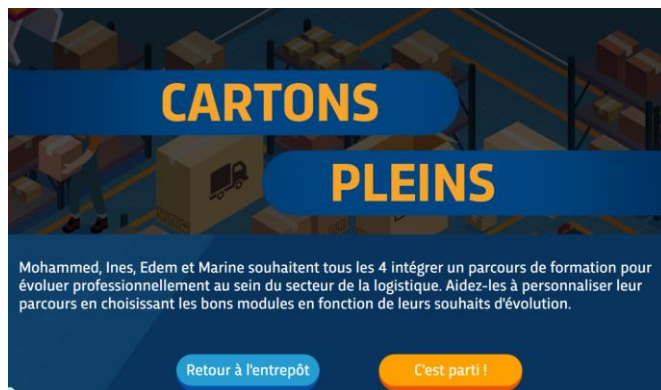 CARTONS
PLEINS
Mohammed, Ines, Edem et Marine souhaitent tous les 4 intégrer un parcours de formation pour
évoluer professionnellement au sein du secteur de la logistique. Aidez-les à personnaliser leur
parcours en choisissant les bons modules en fonction de leurs souhaits d'évolution.
Retour à l'entrepôt
C'est parti !